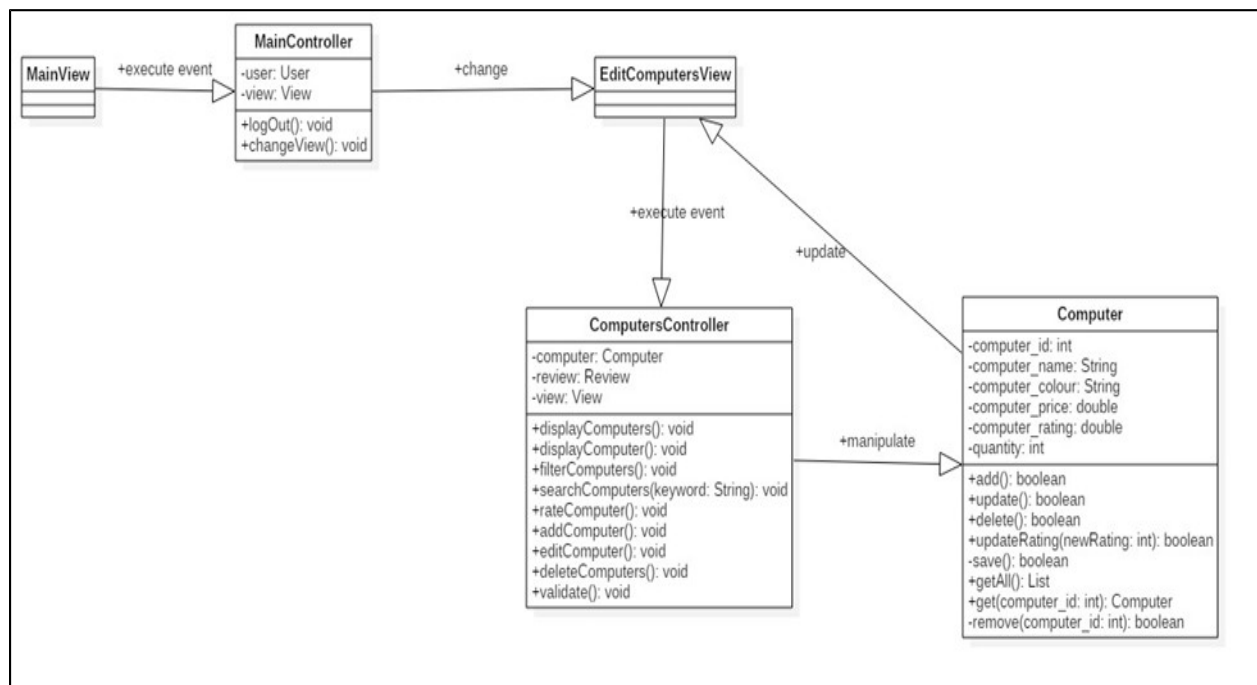 MainView
+execute event
MainController
-user: User
-view: View
+logOut(): void
+changeView(): void
+change
EditComputersView
+execute event
+update
ComputersController
-computer: Computer
-review: Review
-view: View
+displayComputers(): void
+displayComputer(): void
+filterComputers(): void
+searchComputers(keyword: String): void
+rateComputer(): void
+addComputer(): void
+editComputer(): void
+deleteComputers(): void
+validate(): void
+manipulate
Computer
-computer_id: int
-computer_name: String
-computer_colour: String
-computer_price: double
-computer_rating: double
-quantity: int
+add(): boolean
+update(): boolean
+delete(): boolean
+updateRating(newRating: int): boolean
-save(): boolean
+getAll(): List
+get(computer_id: int): Computer
-remove(computer_id: int): boolean